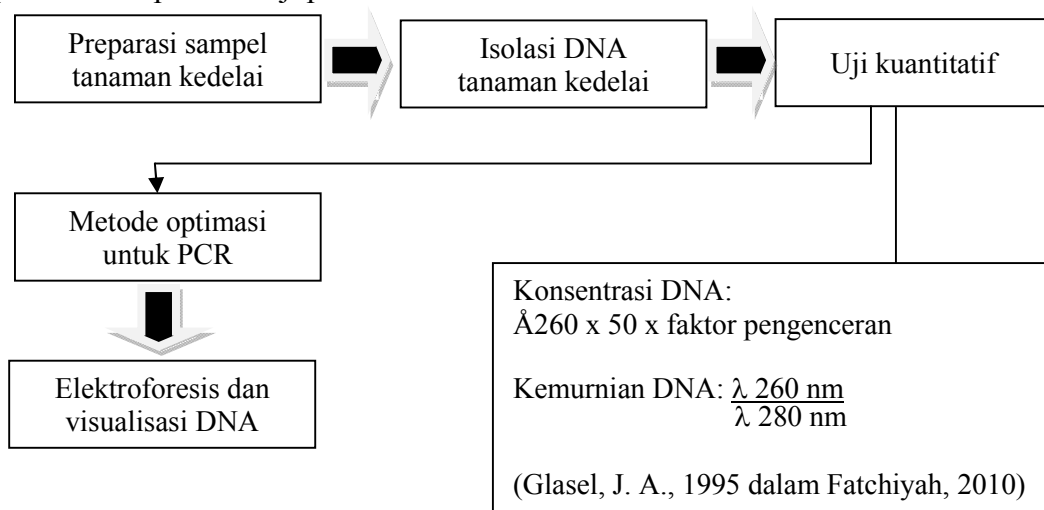 Preparasi sampel
tanaman kedelai
Isolasi DNA
tanaman kedelai
Uji kuantitatif
Metode optimasi
untuk PCR
Elektroforesis dan
visualisasi DNA
Konsentrasi DNA:
Å260 x 50 x faktor pengenceran
Kemurnian DNA: λ 260 nm
λ 280 nm
(Glasel, J. A., 1995 dalam Fatchiyah, 2010)